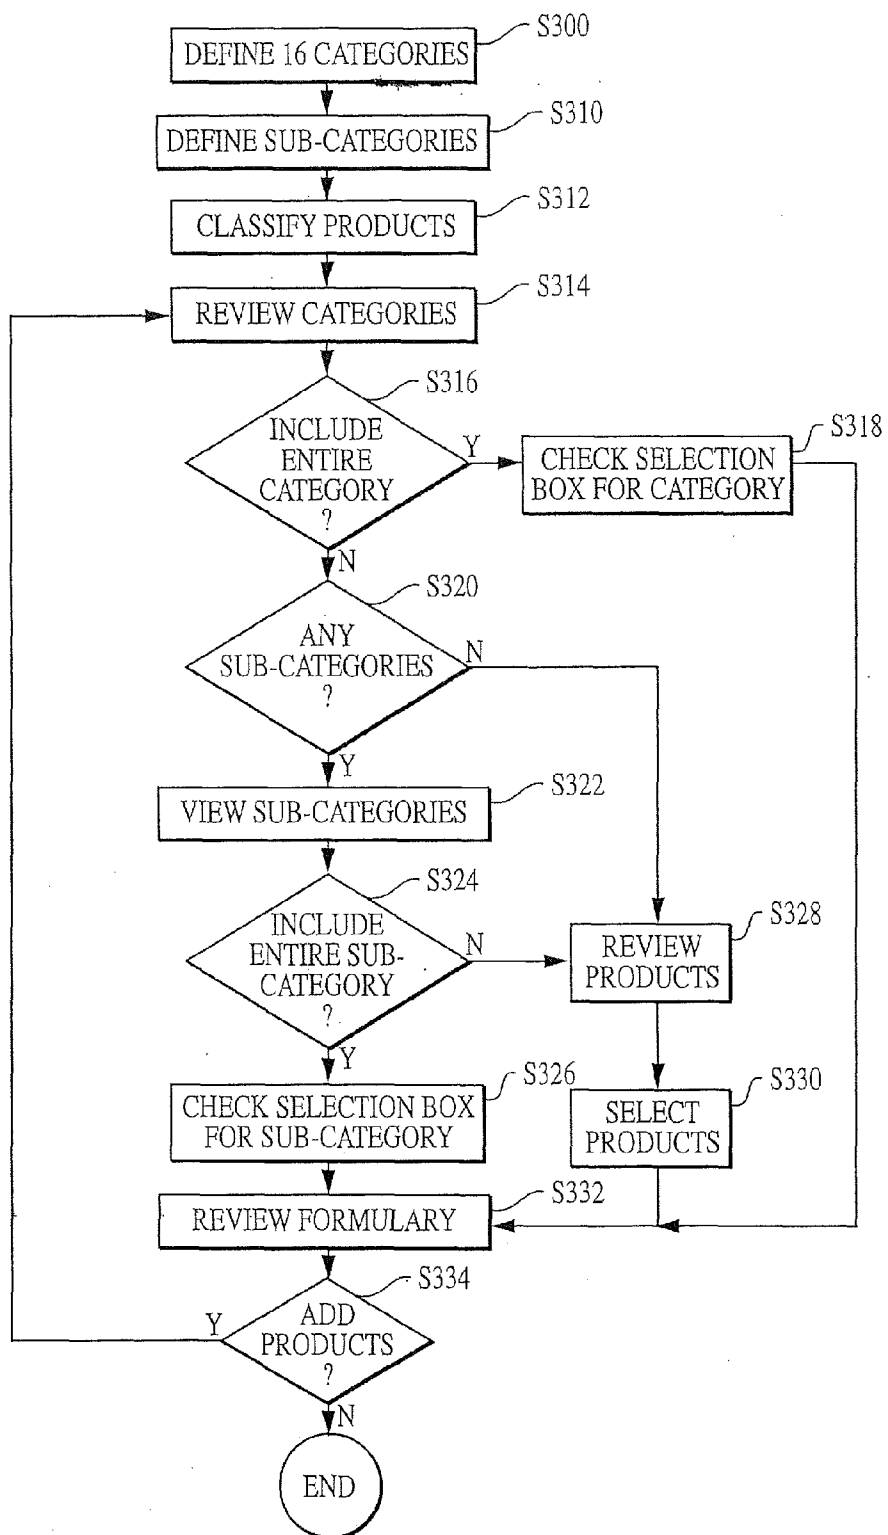 S300
DEFINE 16 CATEGORIES
S310
DEFINE SUB-CATEGORIES
S312
CLASSIFY PRODUCTS
S314
REVIEW CATEGORIES
S316
INCLUDE
ENTIRE
CATEGORY
?
Y
S318
CHECK SELECTION
BOX FOR CATEGORY
N
S320
ANY
SUB-CATEGORIES
?
N
Y
S322
VIEW SUB-CATEGORIES
S324
INCLUDE
ENTIRE SUB-
CATEGORY
?
N
S328
REVIEW
PRODUCTS
Y
S326
CHECK SELECTION BOX
FOR SUB-CATEGORY
S330
SELECT
PRODUCTS
S332
REVIEW FORMULARY
S334
ADD
PRODUCTS
?
Y
N
END